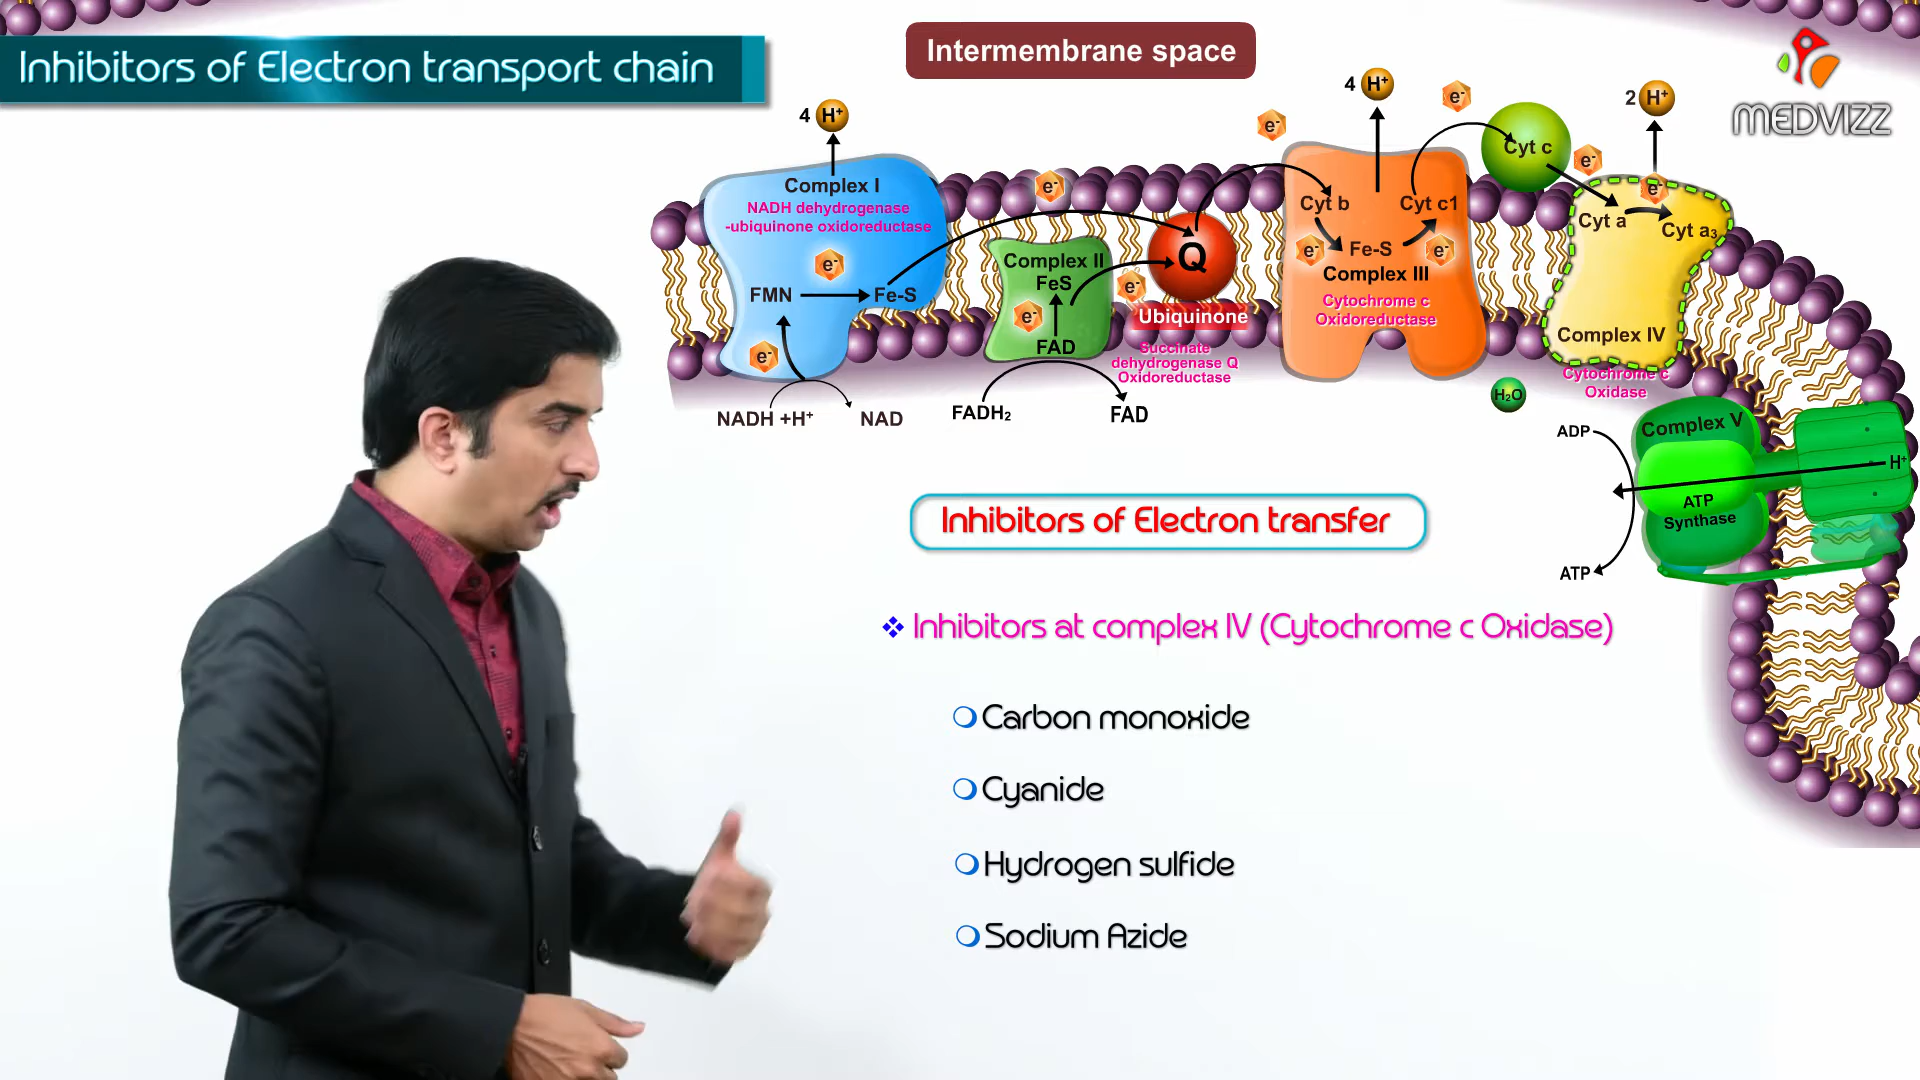 Inhibitors of Electron transport chain
Intermembrane space
MEDVIZZ
4 H⁺
4 H⁺
2 H⁺
e⁻
e⁻
e⁻
Cyt c
e⁻
e⁻
Complex I
NADH dehydrogenase
-ubiquinone oxidoreductase
e⁻
FMN
Fe-S
e⁻
NADH +H⁺
NAD
Complex II
FeS
e⁻
FAD
FADH₂
FAD
Q
e⁻
Ubiquinone
Succinate
dehydrogenase Q
Oxidoreductase
Cyt b
Cyt c1
e⁻
Fe-S
e⁻
Complex III
Cytochrome c
Oxidoreductase
Cyt a
Cyt a₃
Complex IV
Cytochrome c
Oxidase
H₂O
ADP
Complex V
H⁺
ATP
Synthase
ATP
Inhibitors of Electron transfer
❖ Inhibitors at complex IV (Cytochrome c Oxidase)
Carbon monoxide
Cyanide
Hydrogen sulfide
Sodium Azide